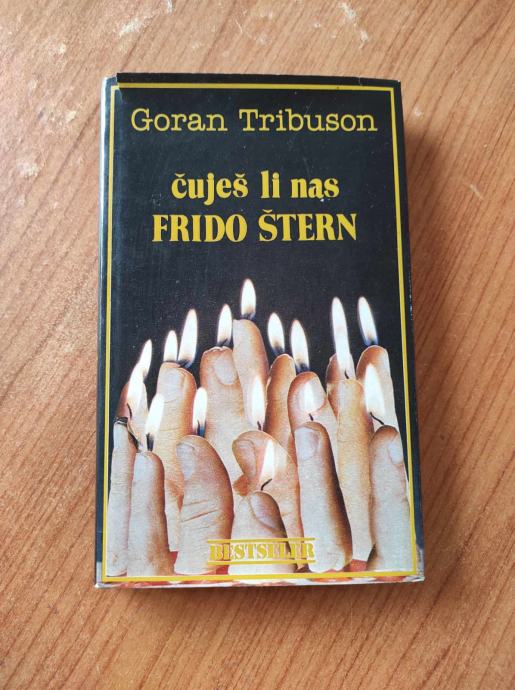 Goran Tribuson
čuješ li nas
FRIDO ŠTERN
BESTSELER